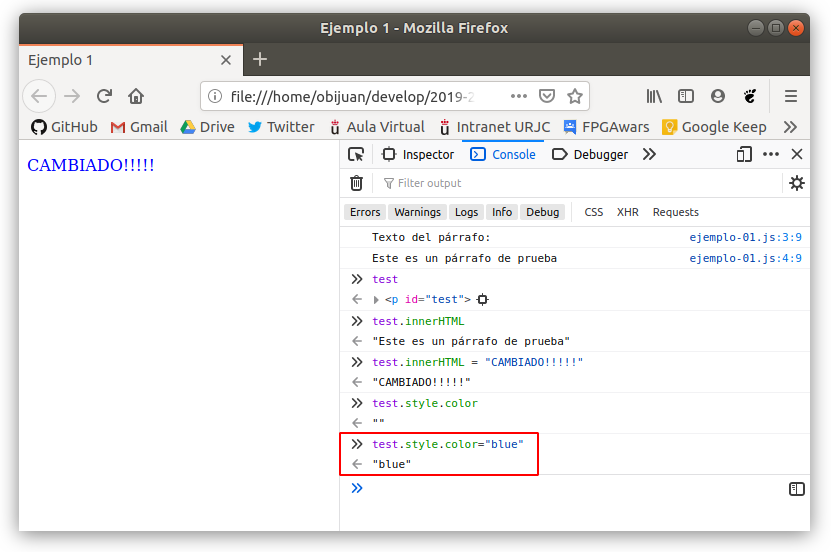 Ejemplo 1 - Mozilla Firefox
Ejemplo 1
file:///home/obijuan/develop/2019-2
GitHub Gmail Drive Twitter Aula Virtual Intranet URJC FPGAwars Google Keep
CAMBIADO!!!!!
Inspector Console Debugger
Filter output
Errors Warnings Logs Info Debug CSS XHR Requests
Texto del párrafo: ejemplo-01.js:3:9
Este es un párrafo de prueba ejemplo-01.js:4:9
test
<p id="test">
test.innerHTML
"Este es un párrafo de prueba"
test.innerHTML = "CAMBIADO!!!!!"
"CAMBIADO!!!!!"
test.style.color
""
test.style.color="blue"
"blue"